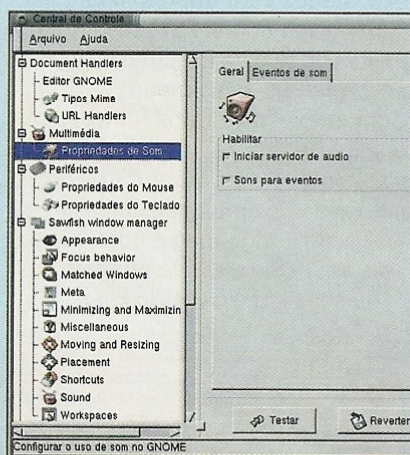 Central de Controle
Arquivo Ajuda
Document Handlers
Editor GNOME
Tipos Mime
URL Handlers
Multimédia
Propriedades de Som
Periféricos
Propriedades do Mouse
Propriedades do Teclado
Sawfish window manager
Appearance
Focus behavior
Matched Windows
Meta
Minimizing and Maximizin
Miscellaneous
Moving and Resizing
Placement
Shortcuts
Sound
Workspaces
Geral Eventos de som
Habilitar
Iniciar servidor de audio
Sons para eventos
Testar
Reverter
Configurar o uso de som no GNOME